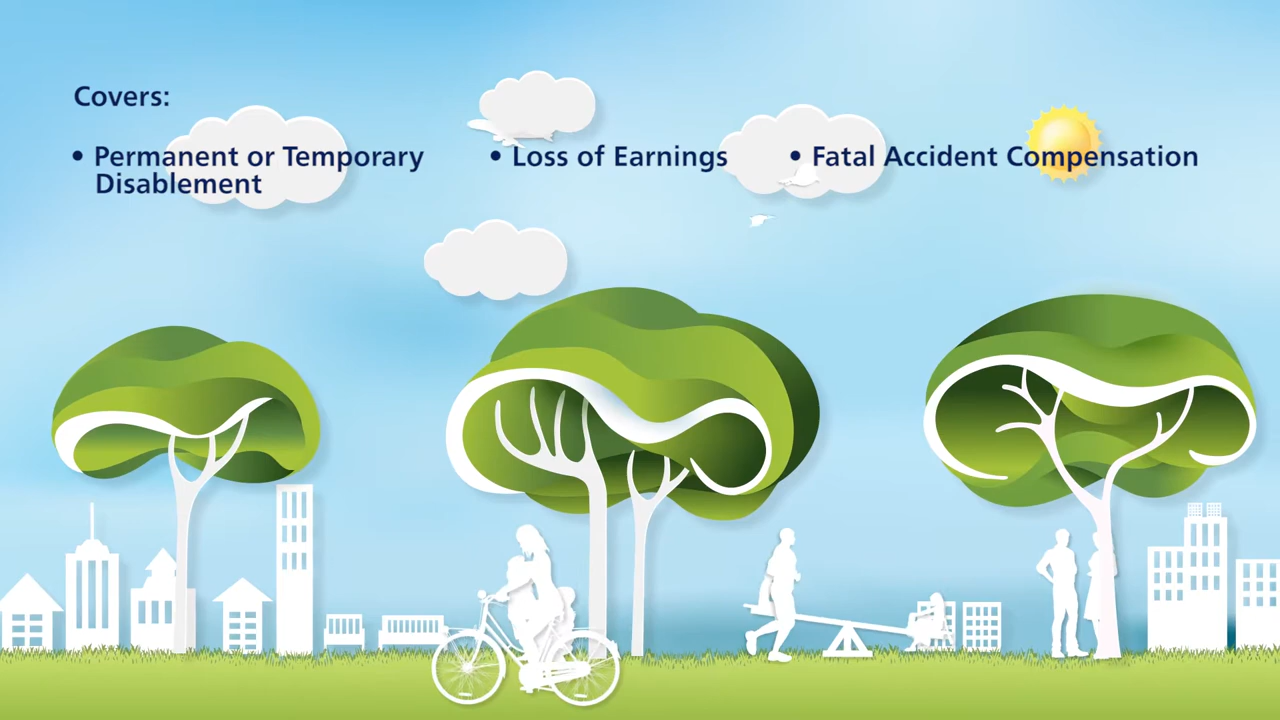 Covers:
• Permanent or Temporary
Disablement
• Loss of Earnings
• Fatal Accident Compensation